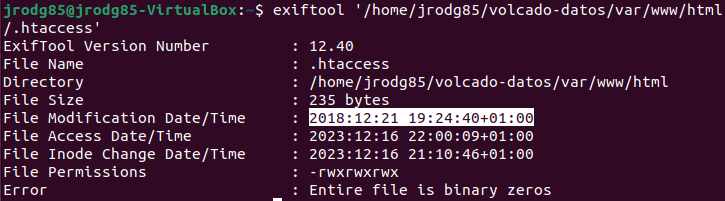 jrodg85@jrodg85-VirtualBox:~$ exiftool '/home/jrodg85/volcado-datos/var/www/html
/.htaccess'
ExifTool Version Number : 12.40
File Name : .htaccess
Directory : /home/jrodg85/volcado-datos/var/www/html
File Size : 235 bytes
File Modification Date/Time : 2018:12:21 19:24:40+01:00
File Access Date/Time : 2023:12:16 22:00:09+01:00
File Inode Change Date/Time : 2023:12:16 21:10:46+01:00
File Permissions : -rwxrwxrwx
Error : Entire file is binary zeros